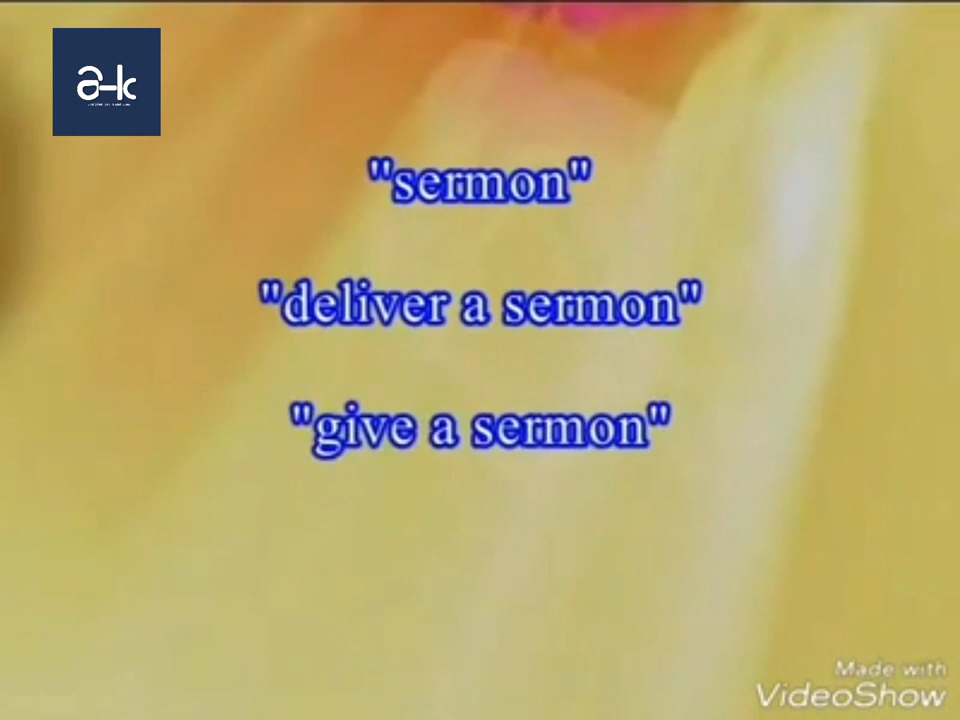 a-k
"sermon"
"deliver a sermon"
"give a sermon"
Made with
VideoShow